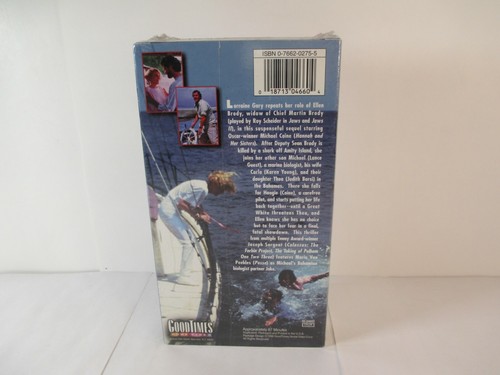 ISBN 0-7662-0275-5
8 18713 04660 4
Lorraine Gary repeats her role of Ellen
Brody, widow of Chief Martin Brody
(played by Roy Scheider in Jaws and Jaws
II), in this suspenseful sequel starring
Oscar-winner Michael Caine (Hannah and
Her Sisters). After Deputy Sean Brody is
killed by a shark off Amity Island, she
joins her other son Michael (Lance
Guest), a marine biologist, his wife
Carla (Karen Young), and their
daughter Thea (Judith Barsi) in
the Bahamas. There she falls
for Hoagie (Caine), a carefree
pilot, and starts putting her life
back together—until a Great
White threatens Thea, and
Ellen knows she has no choice
but to face her fear in a final,
fatal showdown. This thriller
from multiple Emmy Award-winner
Joseph Sargent (Colossus: The
Forbin Project, The Taking of Pelham
One Two Three) features Mario Van
Peebles (Posse) as Michael's Bahamian
biologist partner Jake.
GOODTIMES
Approximately 87 Minutes